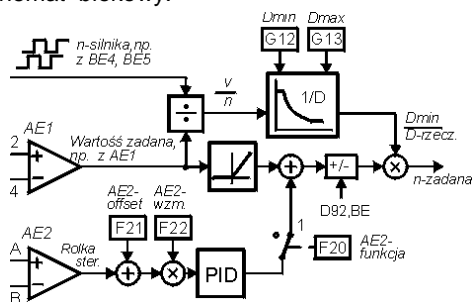 schemat blokowy:
Dmin Dmax
G12 G13
n-silnika,np.
z BE4, BE5
v
n
÷
1/D
Dmin
D-rzecz.
AE1
2
+
4
−
Wartość zadana,
np. z AE1
+
+/-
×
n-zadana
D92,BE
AE2-
offset
AE2-
wzm.
F21
F22
1
F20
AE2-
funkcja
AE2
A
+
B
−
Rolka
ster.
+
×
PID